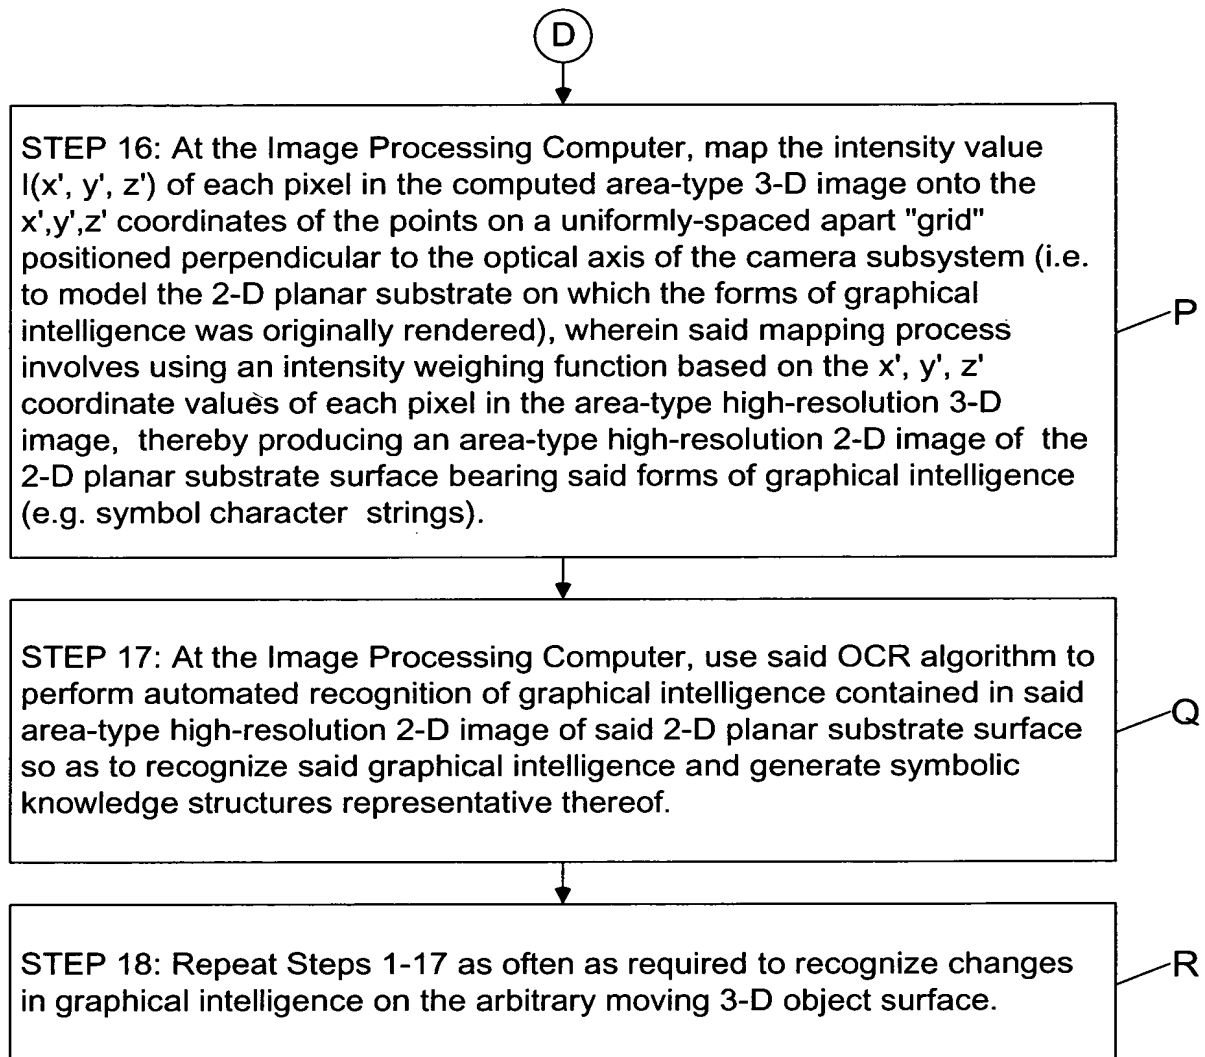 D
STEP 16: At the Image Processing Computer, map the intensity value
I(x', y', z') of each pixel in the computed area-type 3-D image onto the
x',y',z' coordinates of the points on a uniformly-spaced apart "grid"
positioned perpendicular to the optical axis of the camera subsystem (i.e.
to model the 2-D planar substrate on which the forms of graphical
intelligence was originally rendered), wherein said mapping process
involves using an intensity weighing function based on the x', y', z'
coordinate values of each pixel in the area-type high-resolution 3-D
image, thereby producing an area-type high-resolution 2-D image of the
2-D planar substrate surface bearing said forms of graphical intelligence
(e.g. symbol character strings).
P
STEP 17: At the Image Processing Computer, use said OCR algorithm to
perform automated recognition of graphical intelligence contained in said
area-type high-resolution 2-D image of said 2-D planar substrate surface
so as to recognize said graphical intelligence and generate symbolic
knowledge structures representative thereof.
Q
STEP 18: Repeat Steps 1-17 as often as required to recognize changes
in graphical intelligence on the arbitrary moving 3-D object surface.
R